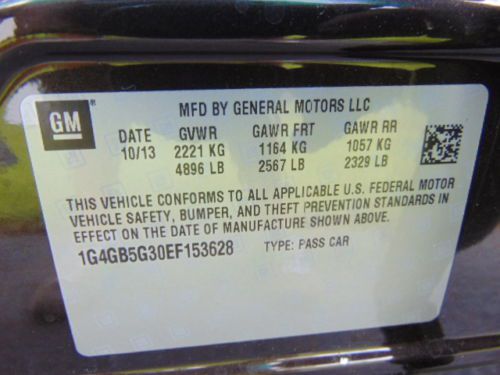 MFD BY GENERAL MOTORS LLC
GM ®
DATE GVWR GAWR FRT GAWR RR
10/13 2221 KG 1164 KG 1057 KG
4896 LB 2567 LB 2329 LB
THIS VEHICLE CONFORMS TO ALL APPLICABLE U.S. FEDERAL MOTOR
VEHICLE SAFETY, BUMPER, AND THEFT PREVENTION STANDARDS IN
EFFECT ON THE DATE OF MANUFACTURE SHOWN ABOVE.
1G4GB5G30EF153628 TYPE: PASS CAR